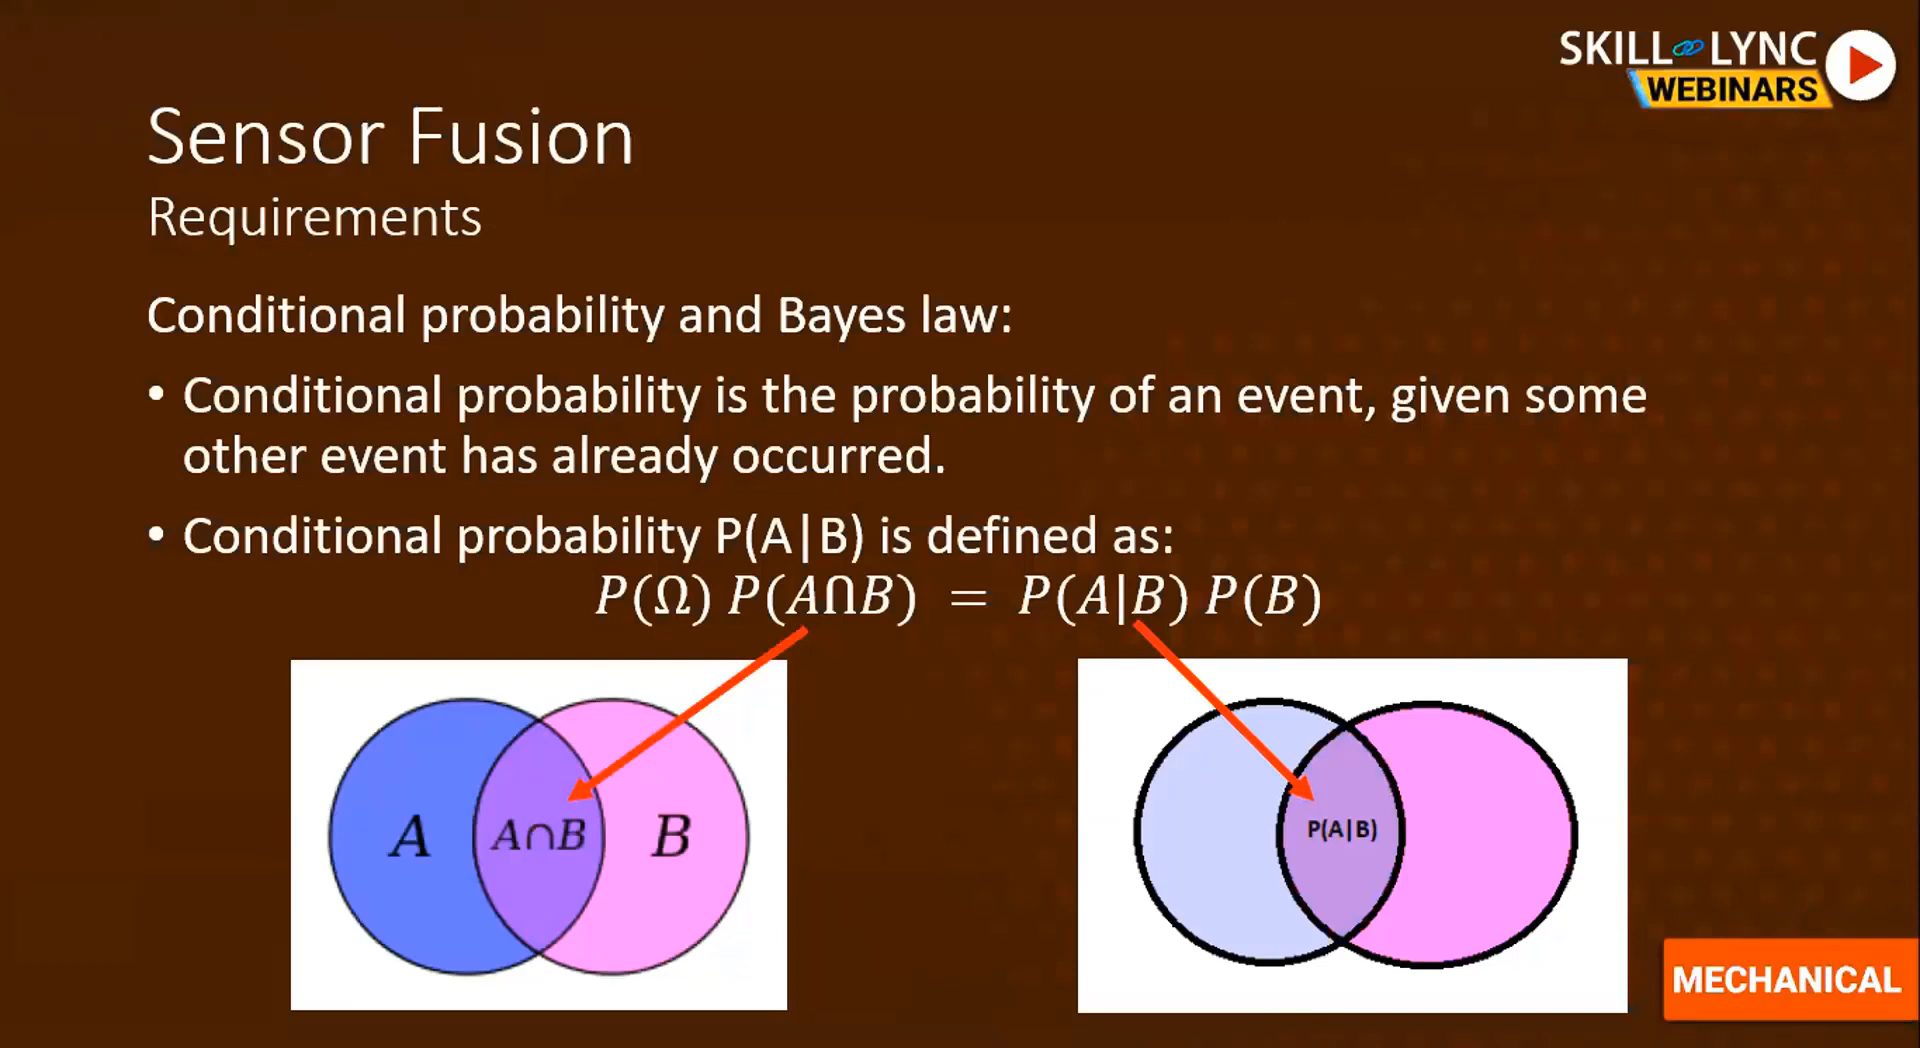 SKILL LYNC
WEBINARS
Sensor Fusion
Requirements
Conditional probability and Bayes law:
• Conditional probability is the probability of an event, given some
other event has already occurred.
• Conditional probability P(A|B) is defined as:
P(Ω) P(A∩B) = P(A|B) P(B)
A A∩B B
P(A|B)
MECHANICAL